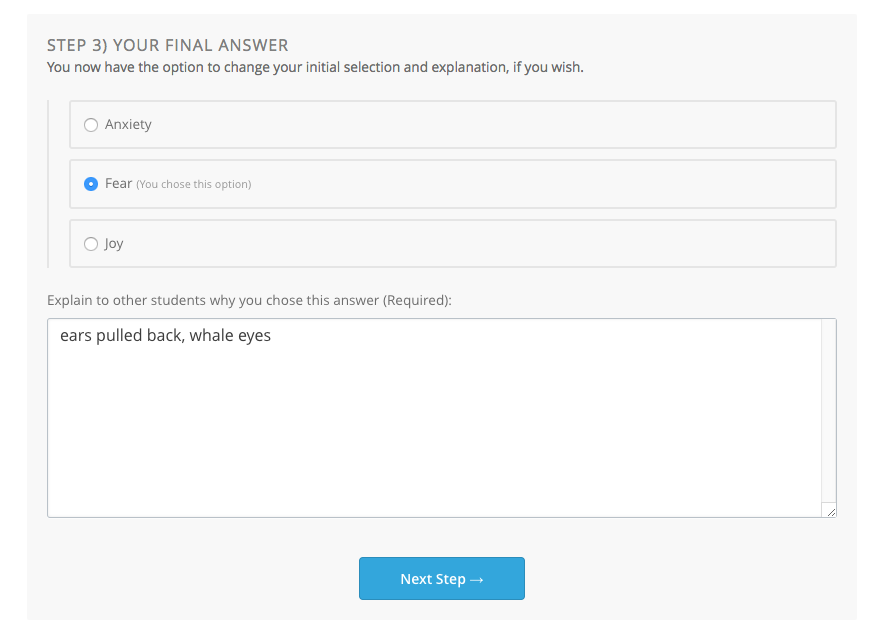 STEP 3) YOUR FINAL ANSWER
You now have the option to change your initial selection and explanation, if you wish.
Anxiety
Fear (You chose this option)
Joy
Explain to other students why you chose this answer (Required):
ears pulled back, whale eyes
Next Step →